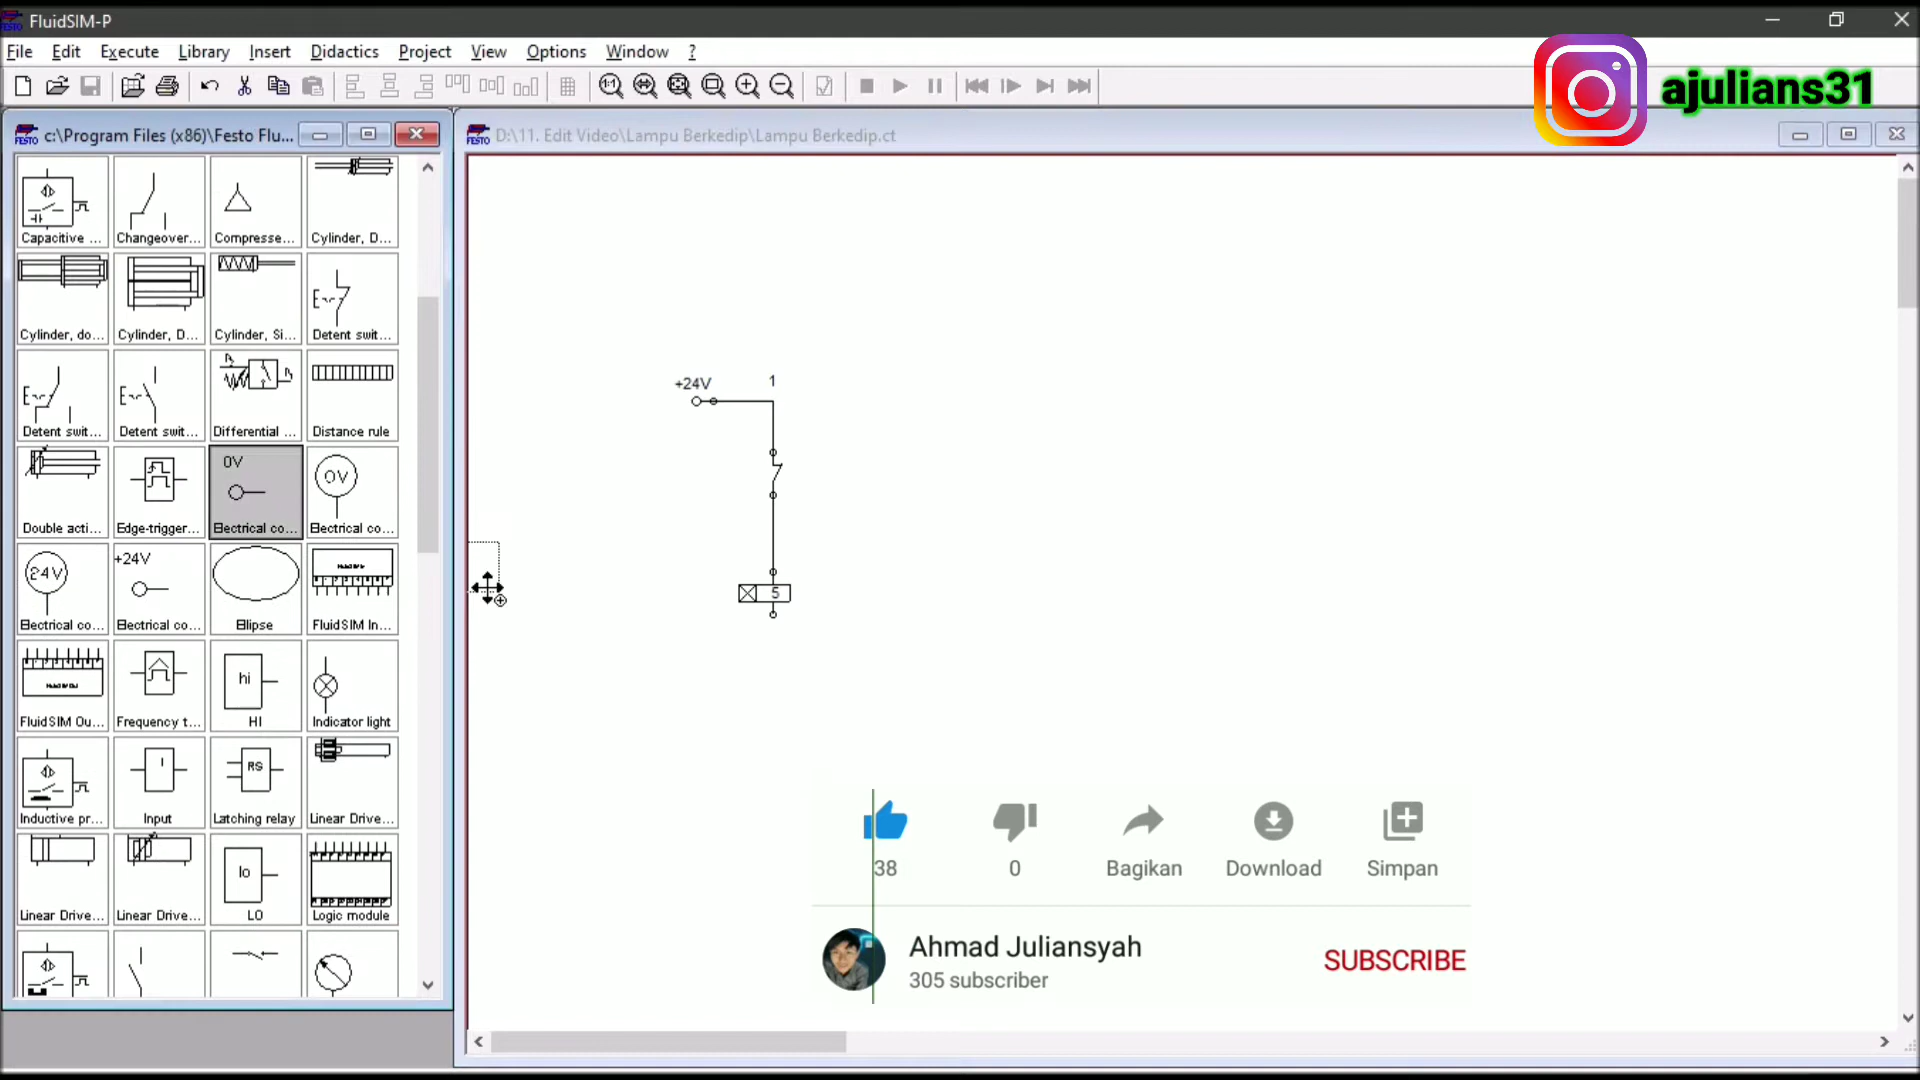 FluidSIM-P
File Edit Execute Library Insert Didactics Project View Options Window ?
ajulians31
c:\Program Files (x86)\Festo Flu...
D:\11. Edit Video\Lampu Berkedip\Lampu Berkedip.ct
Capacitive ... Changeover... Compresse... Cylinder, D...
Cylinder, do... Cylinder, D... Cylinder, Si... Detent swit...
Detent swit... Detent swit... Differential ... Distance rule
0V 0V
Double acti... Edge-trigger... Electrical co... Electrical co...
24V +24V
Electrical co... Electrical co... Ellipse FluidSIM In...
hi
FluidSIM Ou... Frequency t... HI Indicator light
I RS
Inductive pr... Input Latching relay Linear Drive...
lo
Linear Drive... Linear Drive... LO Logic module
+24V 1
5
38 0 Bagikan Download Simpan
Ahmad Juliansyah
305 subscriber
SUBSCRIBE